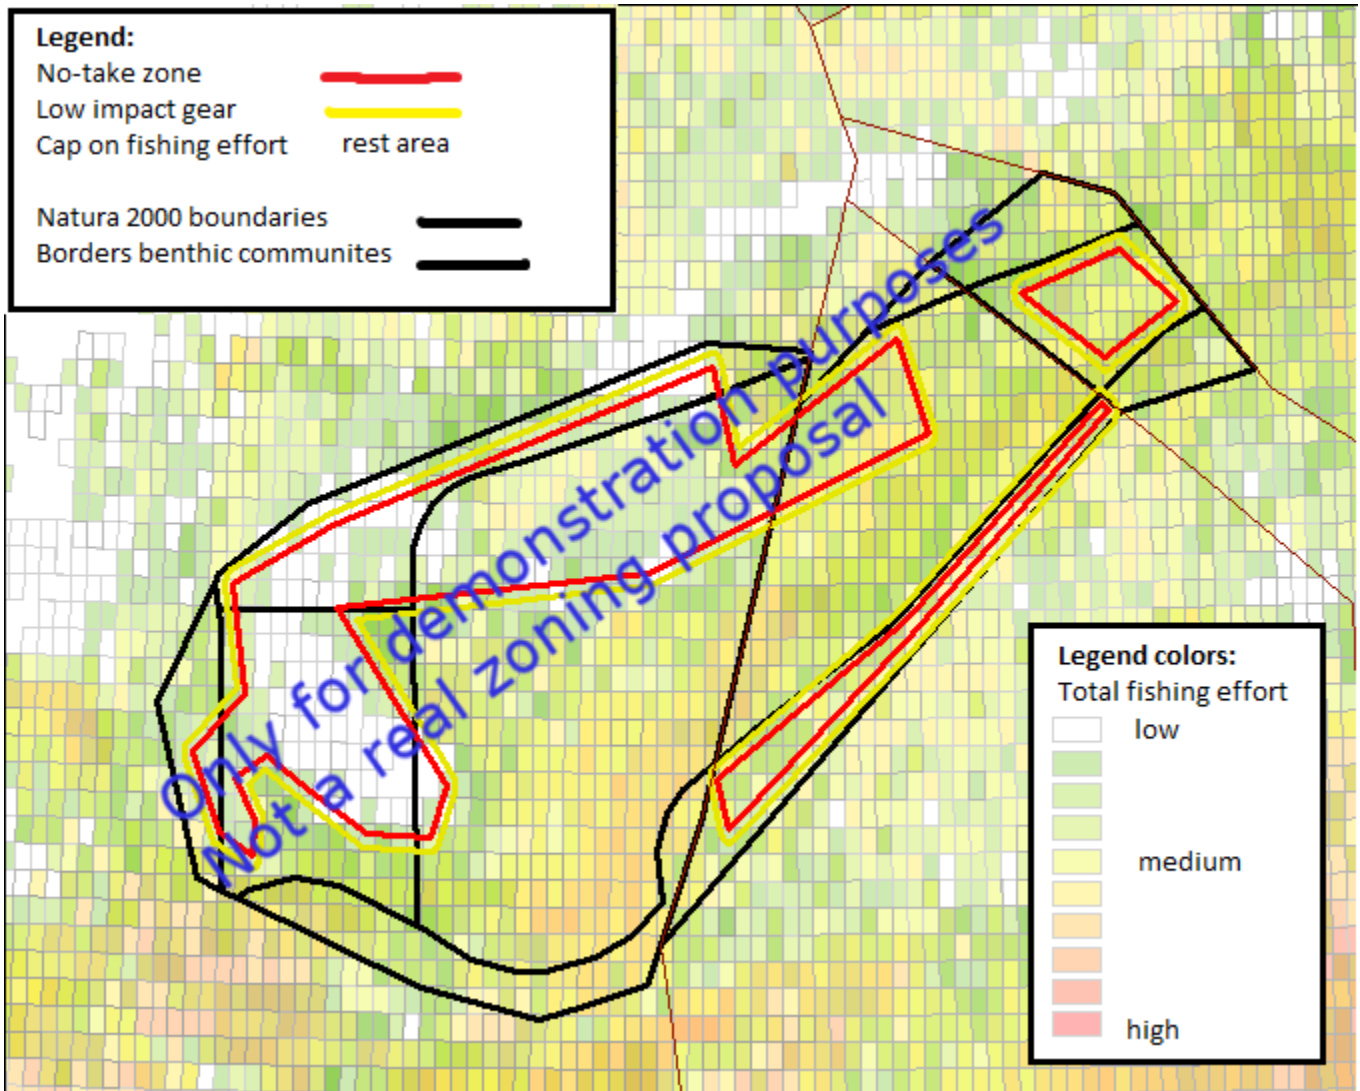 Legend:
No-take zone
Low impact gear
Cap on fishing effort rest area
Natura 2000 boundaries
Borders benthic communites
Only for demonstration purposes
Not a real zoning proposal
Legend colors:
Total fishing effort
low
medium
high